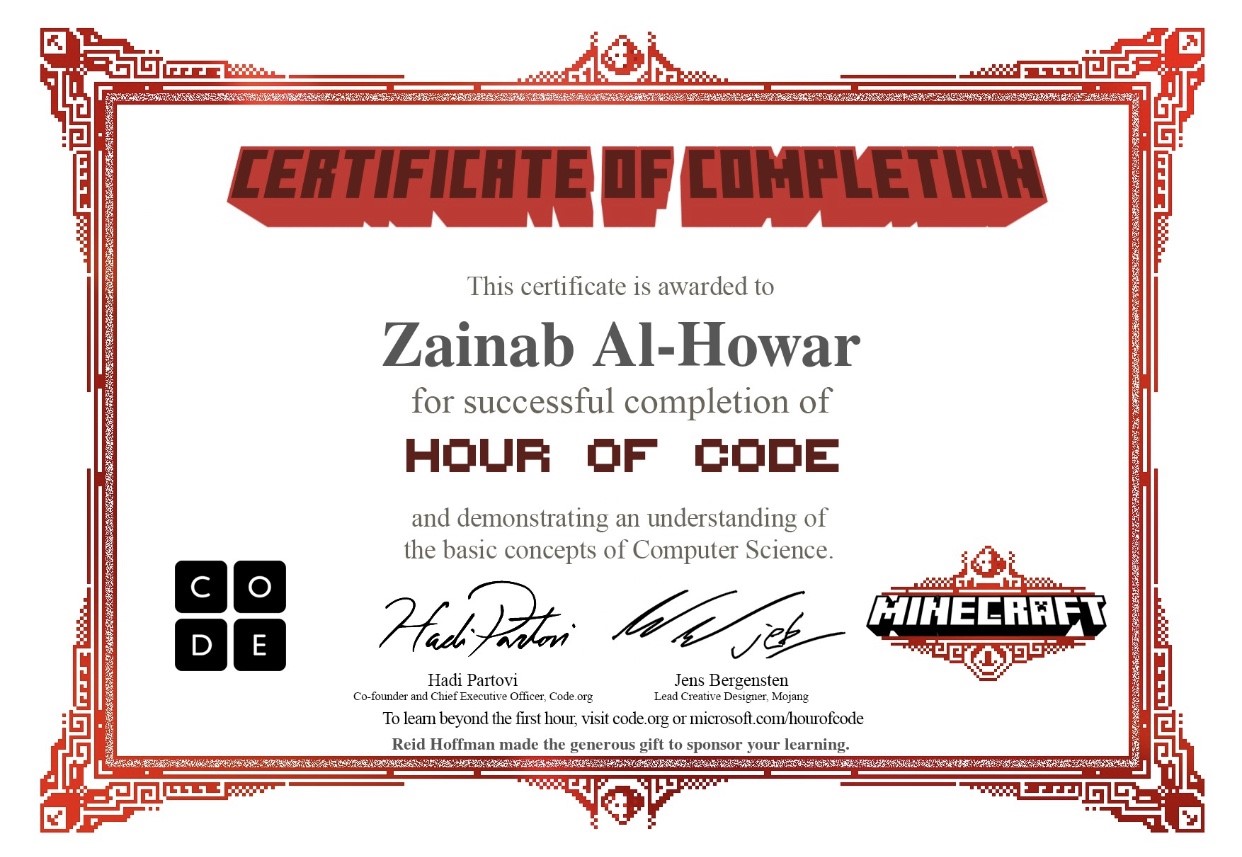 CERTIFICATE OF COMPLETION
This certificate is awarded to
Zainab Al-Howar
for successful completion of
HOUR OF CODE
and demonstrating an understanding of
the basic concepts of Computer Science.
C O
D E
Hadi Partovi
jeb
MINECRAFT
Hadi Partovi
Co-founder and Chief Executive Officer, Code.org
Jens Bergensten
Lead Creative Designer, Mojang
To learn beyond the first hour, visit code.org or microsoft.com/hourofcode
Reid Hoffman made the generous gift to sponsor your learning.